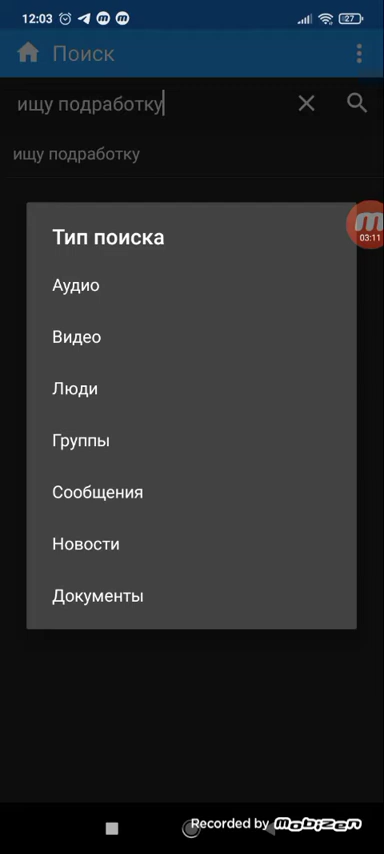 12:03
27
Поиск
ищу подработку
ищу подработку
03:11
Тип поиска
Аудио
Видео
Люди
Группы
Сообщения
Новости
Документы
Recorded by mobizen